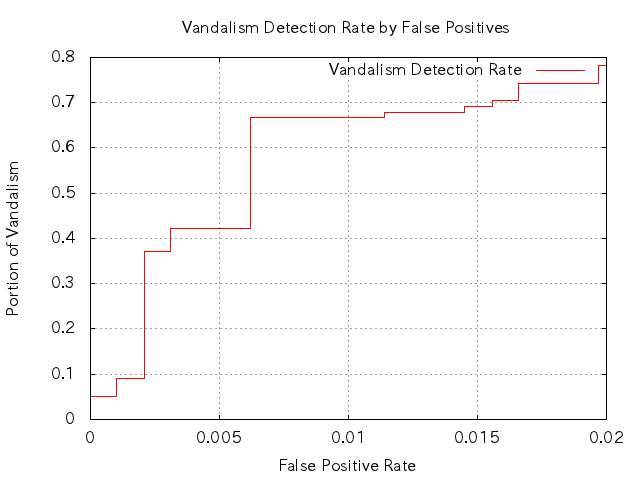 Vandalism Detection Rate by False Positives
0.8
Vandalism Detection Rate
0.7
0.6
0.5
0.4
0.3
0.2
0.1
0
Portion of Vandalism
0 0.005 0.01 0.015 0.02
False Positive Rate